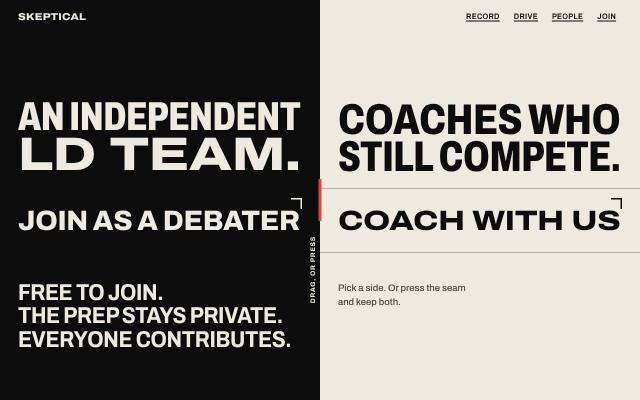 SKEPTICAL
RECORD DRIVE PEOPLE JOIN
AN INDEPENDENT
LD TEAM.
JOIN AS A DEBATER
FREE TO JOIN.
THE PREP STAYS PRIVATE.
EVERYONE CONTRIBUTES.
DRAG, OR PRESS
COACHES WHO
STILL COMPETE.
COACH WITH US
Pick a side. Or press the seam
and keep both.